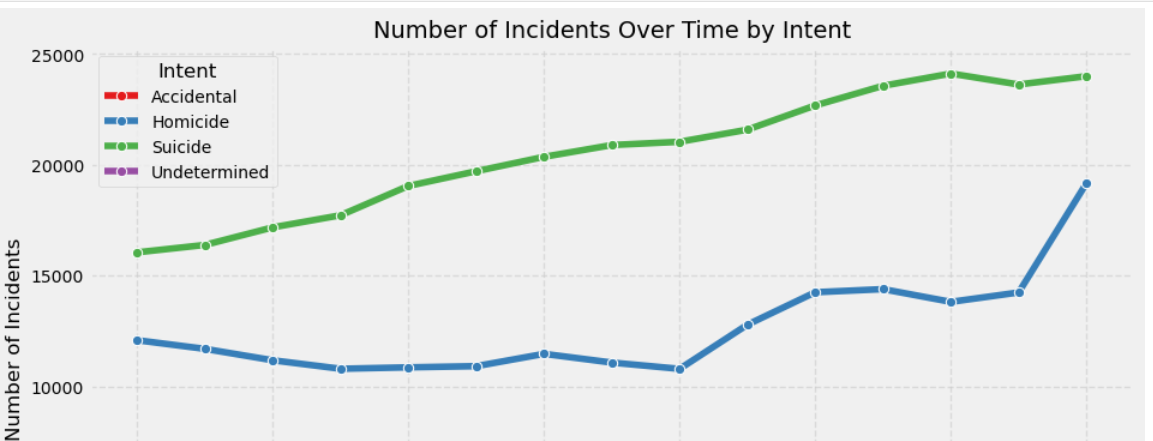 Number of Incidents Over Time by Intent
25000
Intent
Accidental
Homicide
Suicide
Undetermined
20000
15000
10000
Number of Incidents